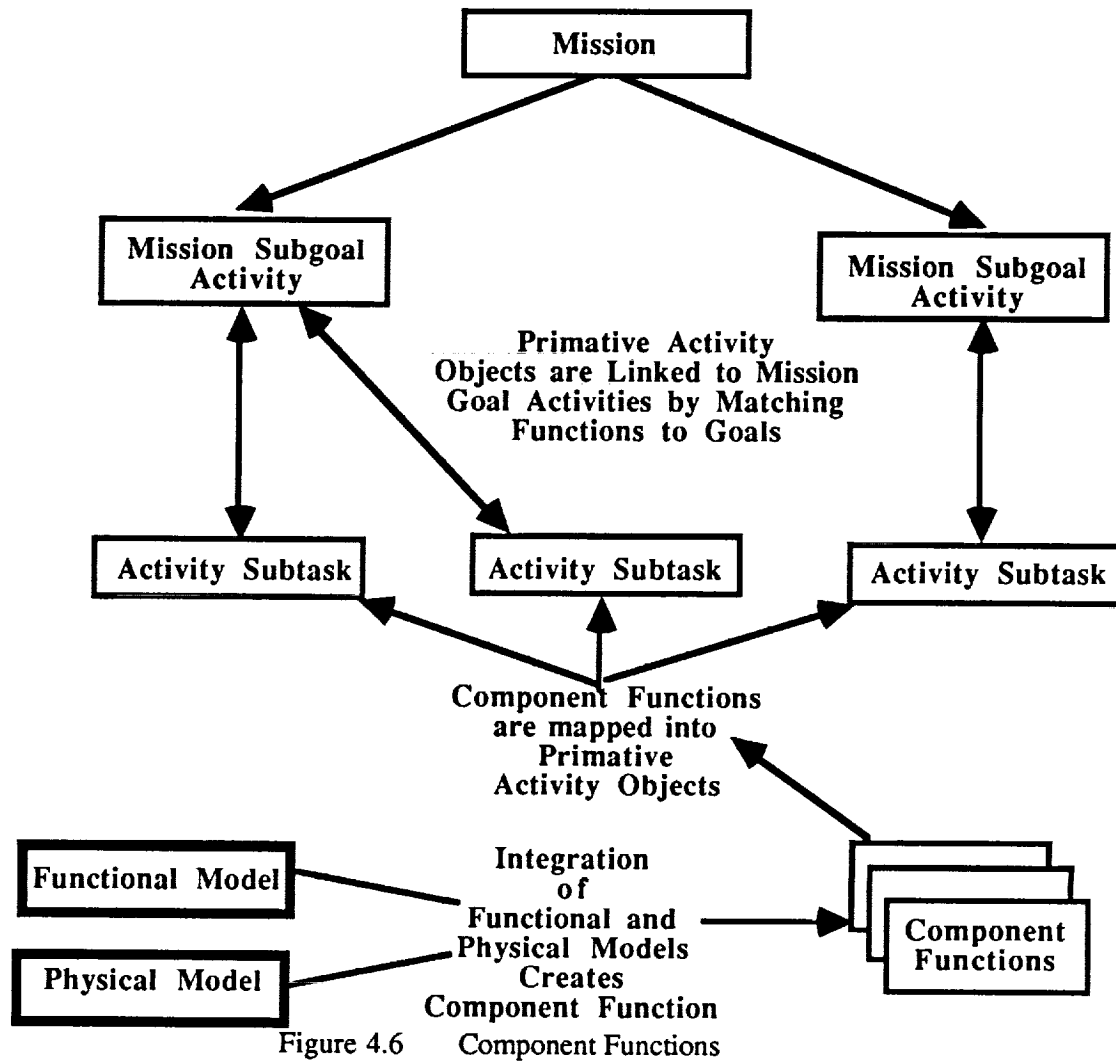 Mission
Mission Subgoal
Activity
Mission Subgoal
Activity
Primative Activity
Objects are Linked to Mission
Goal Activities by Matching
Functions to Goals
Activity Subtask
Activity Subtask
Activity Subtask
Component Functions
are mapped into
Primative
Activity Objects
Functional Model
Physical Model
Integration
of
Functional and
Physical Models
Creates
Component Function
Component
Functions
Figure 4.6 Component Functions